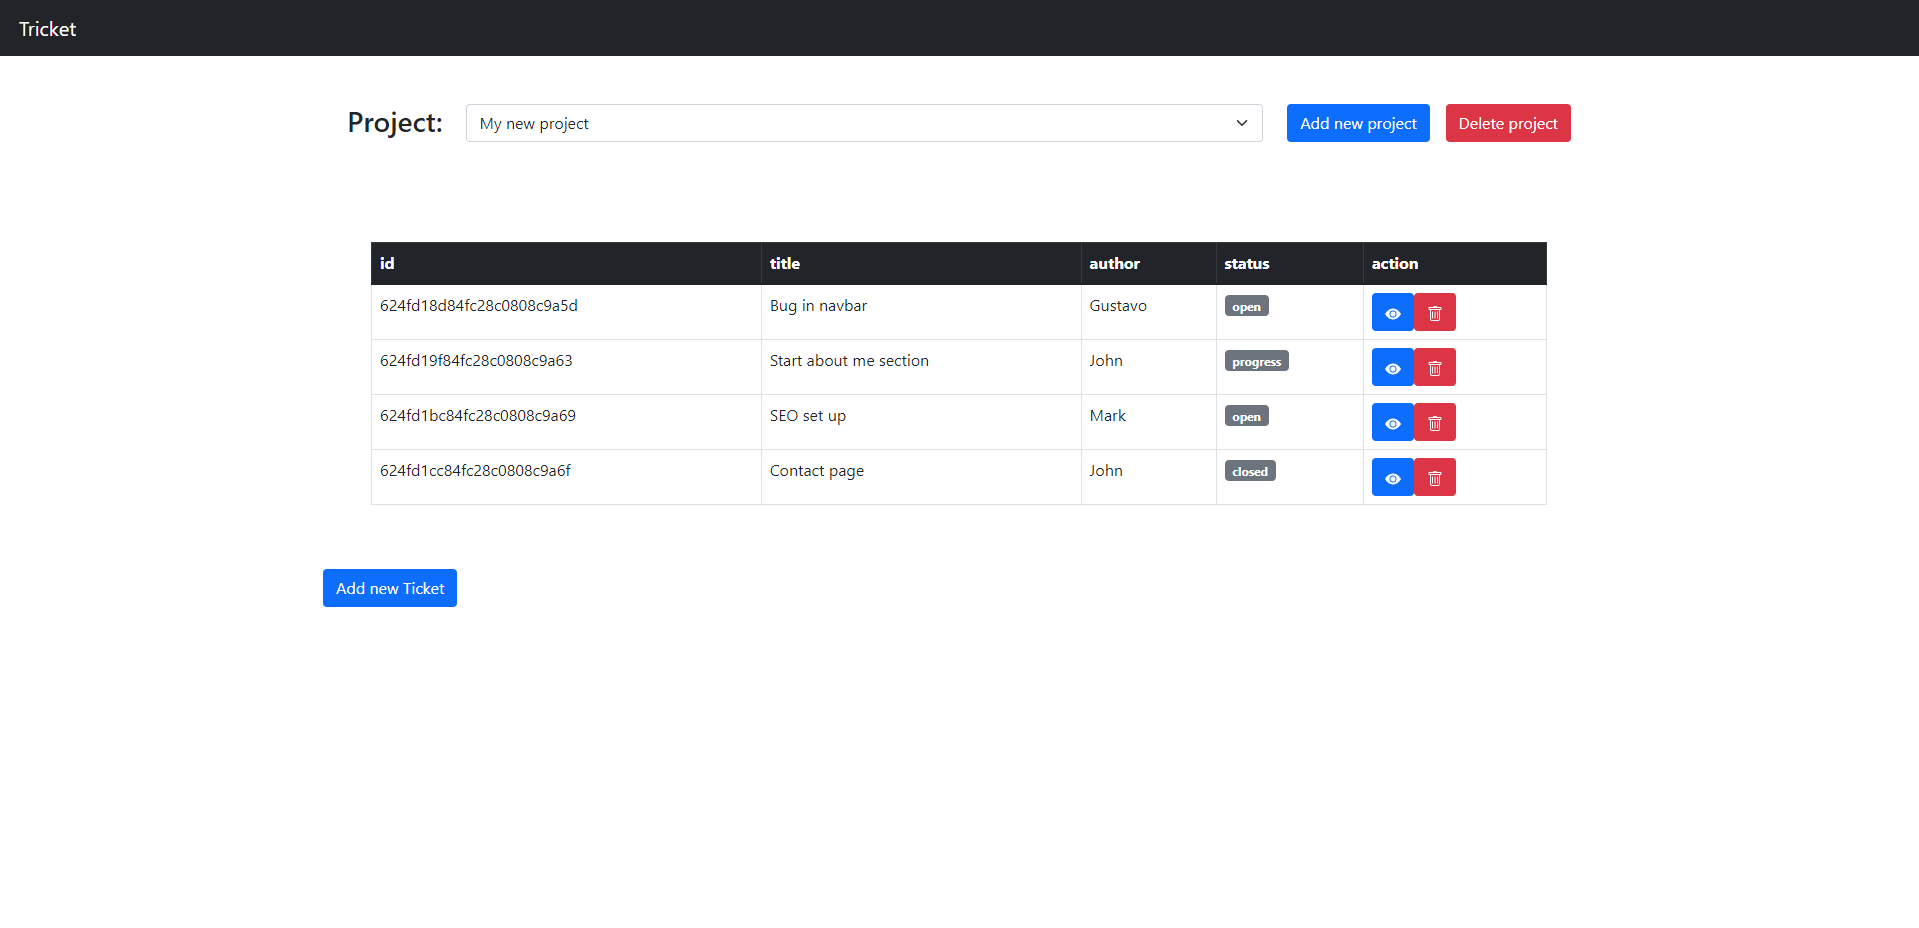 Tricket
Project: My new project Add new project Delete project
id title author status action
624fd18d84fc28c0808c9a5d Bug in navbar Gustavo open
624fd19f84fc28c0808c9a63 Start about me section John progress
624fd1bc84fc28c0808c9a69 SEO set up Mark open
624fd1cc84fc28c0808c9a6f Contact page John closed
Add new Ticket